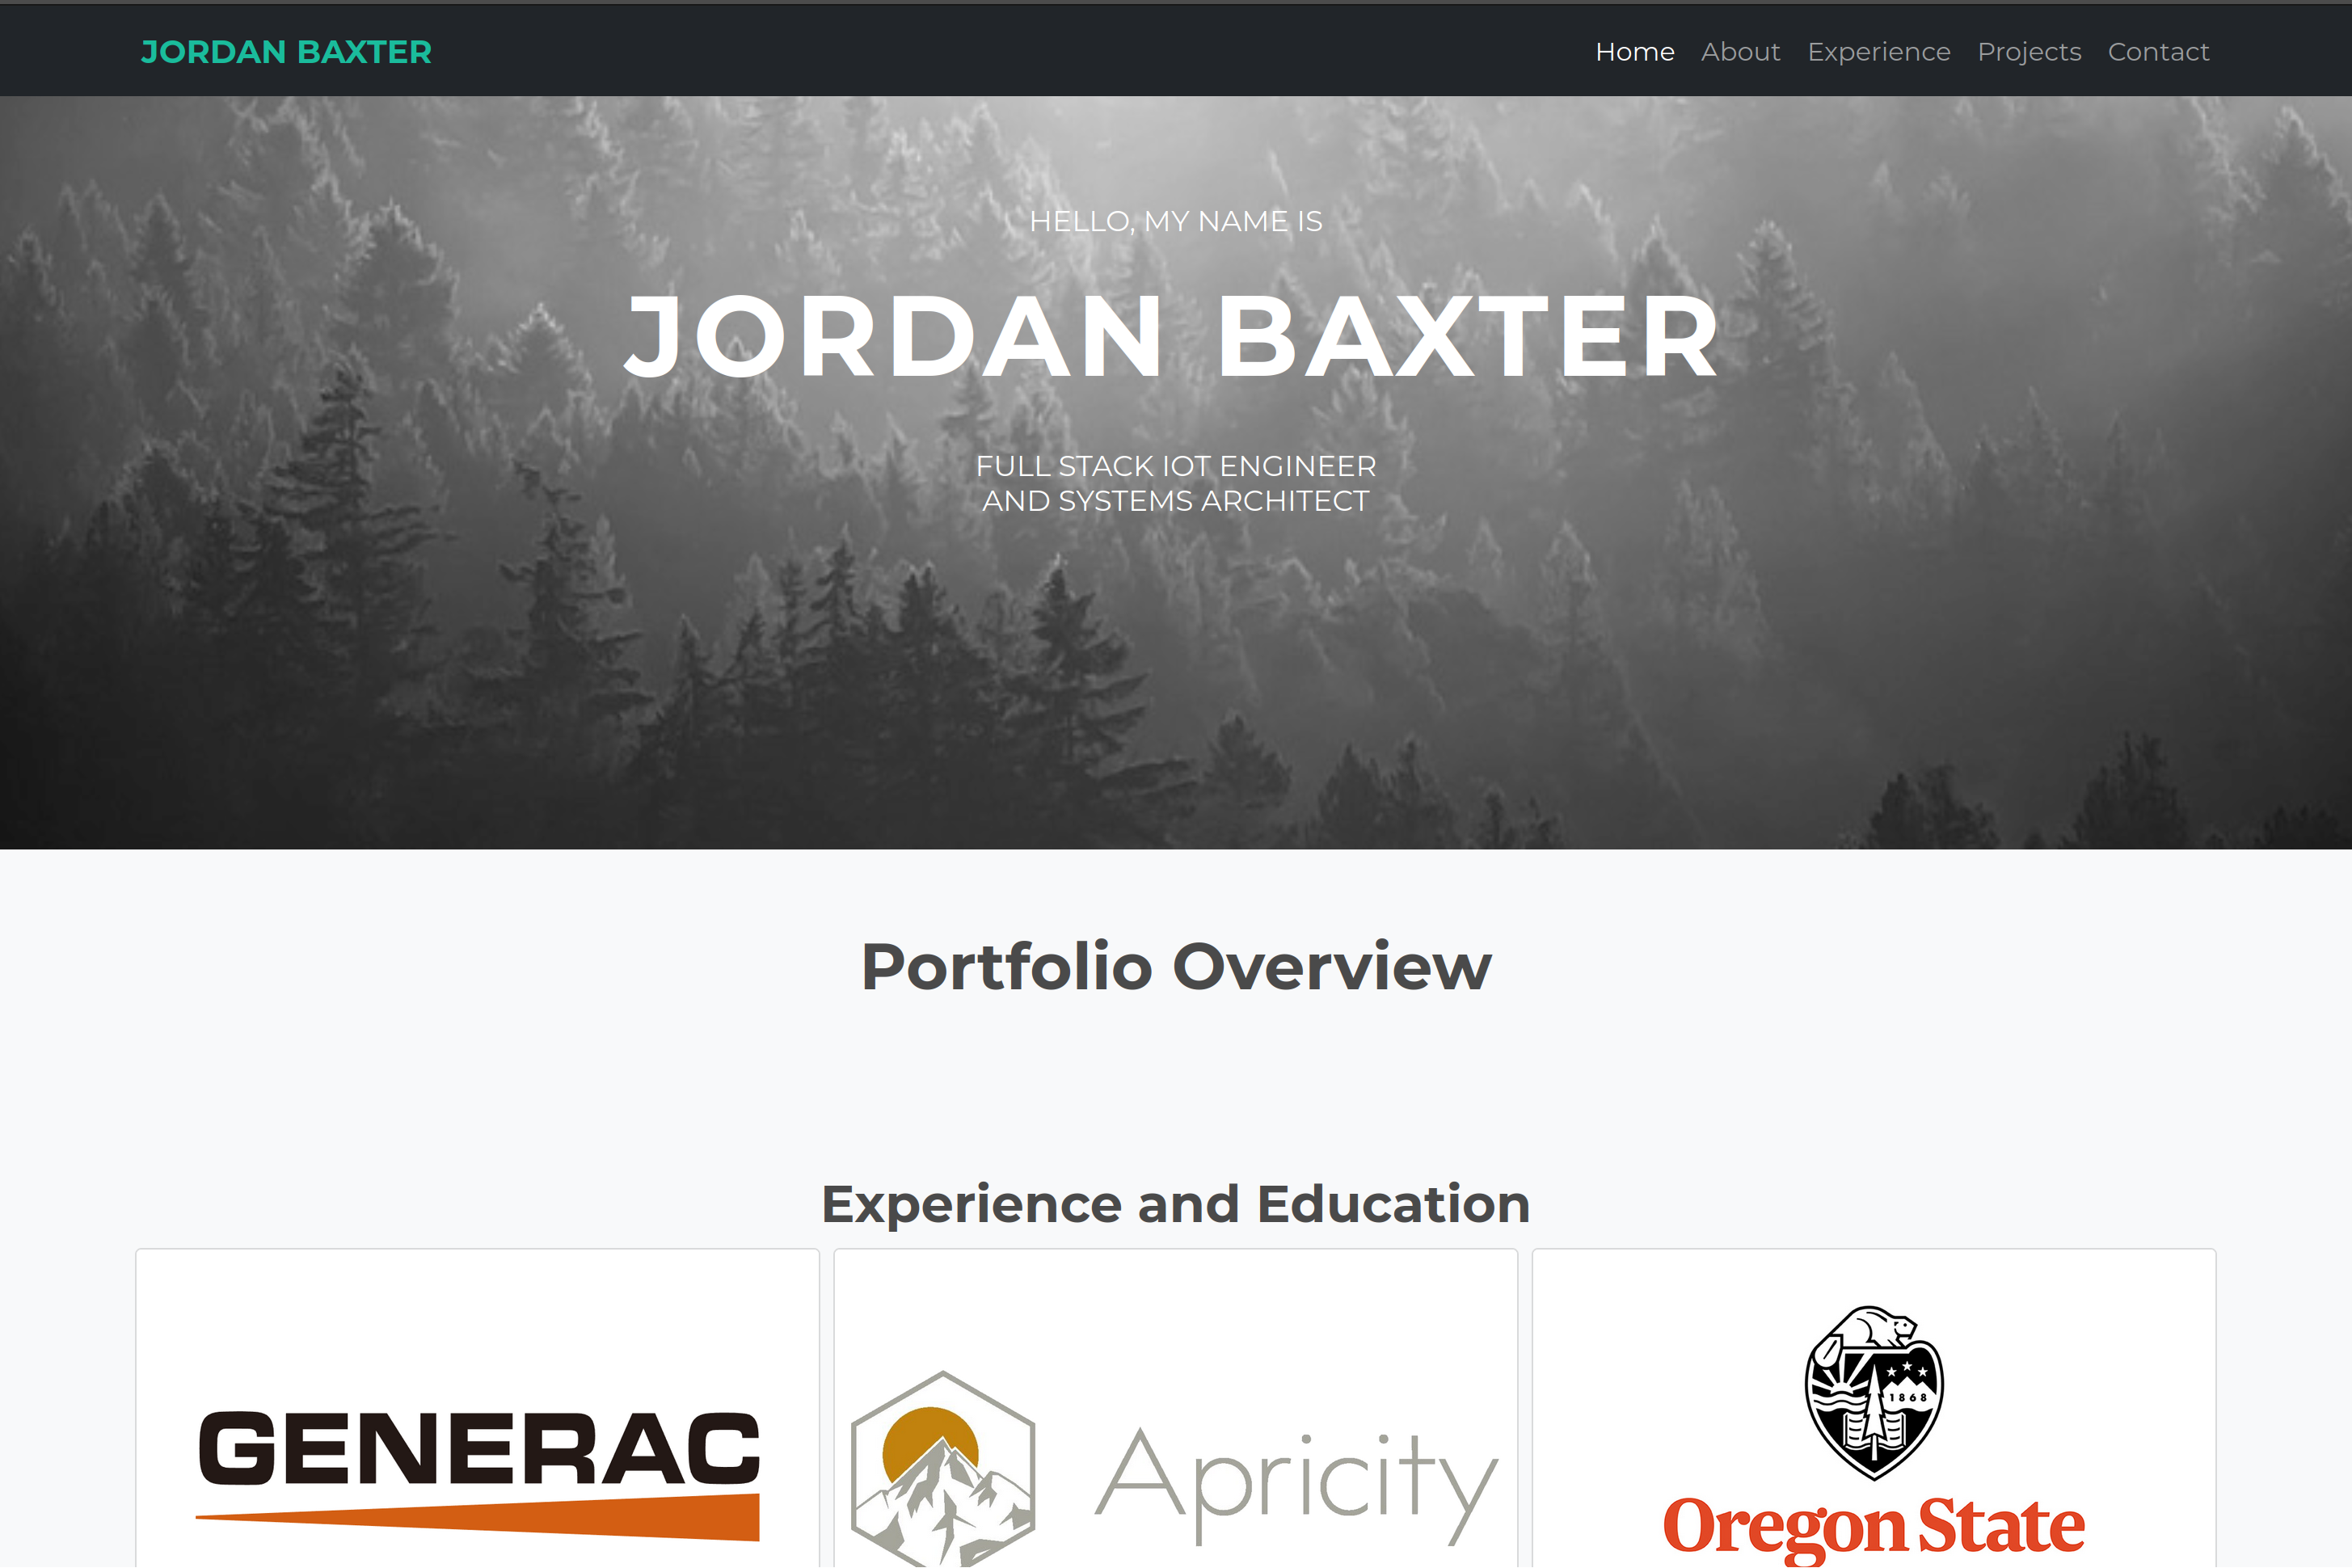 JORDAN BAXTER
Home About Experience Projects Contact
HELLO, MY NAME IS
JORDAN BAXTER
FULL STACK IOT ENGINEER
AND SYSTEMS ARCHITECT
Portfolio Overview
Experience and Education
GENERAC
Apricity
1868
Oregon State